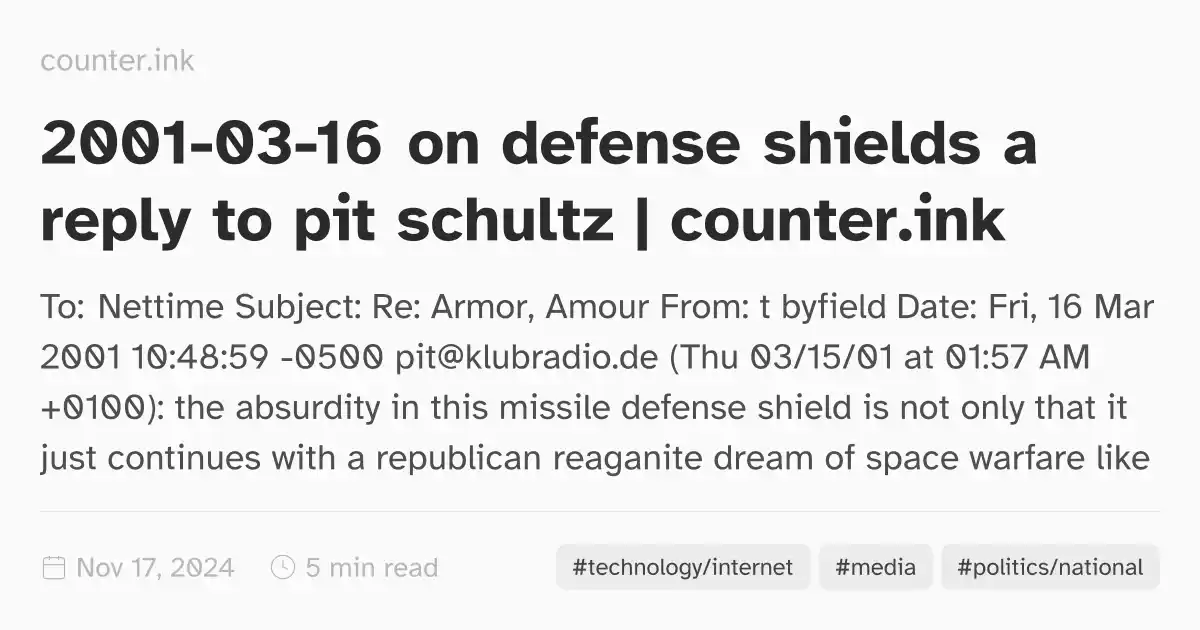 counter.ink
2001-03-16 on defense shields a
reply to pit schultz | counter.ink
To: Nettime Subject: Re: Armor, Amour From: t byfield Date: Fri, 16 Mar
2001 10:48:59 -0500 pit@klubradio.de (Thu 03/15/01 at 01:57 AM
+0100): the absurdity in this missile defense shield is not only that it
just continues with a republican reaganite dream of space warfare like
Nov 17, 2024 5 min read #technology/internet #media #politics/national